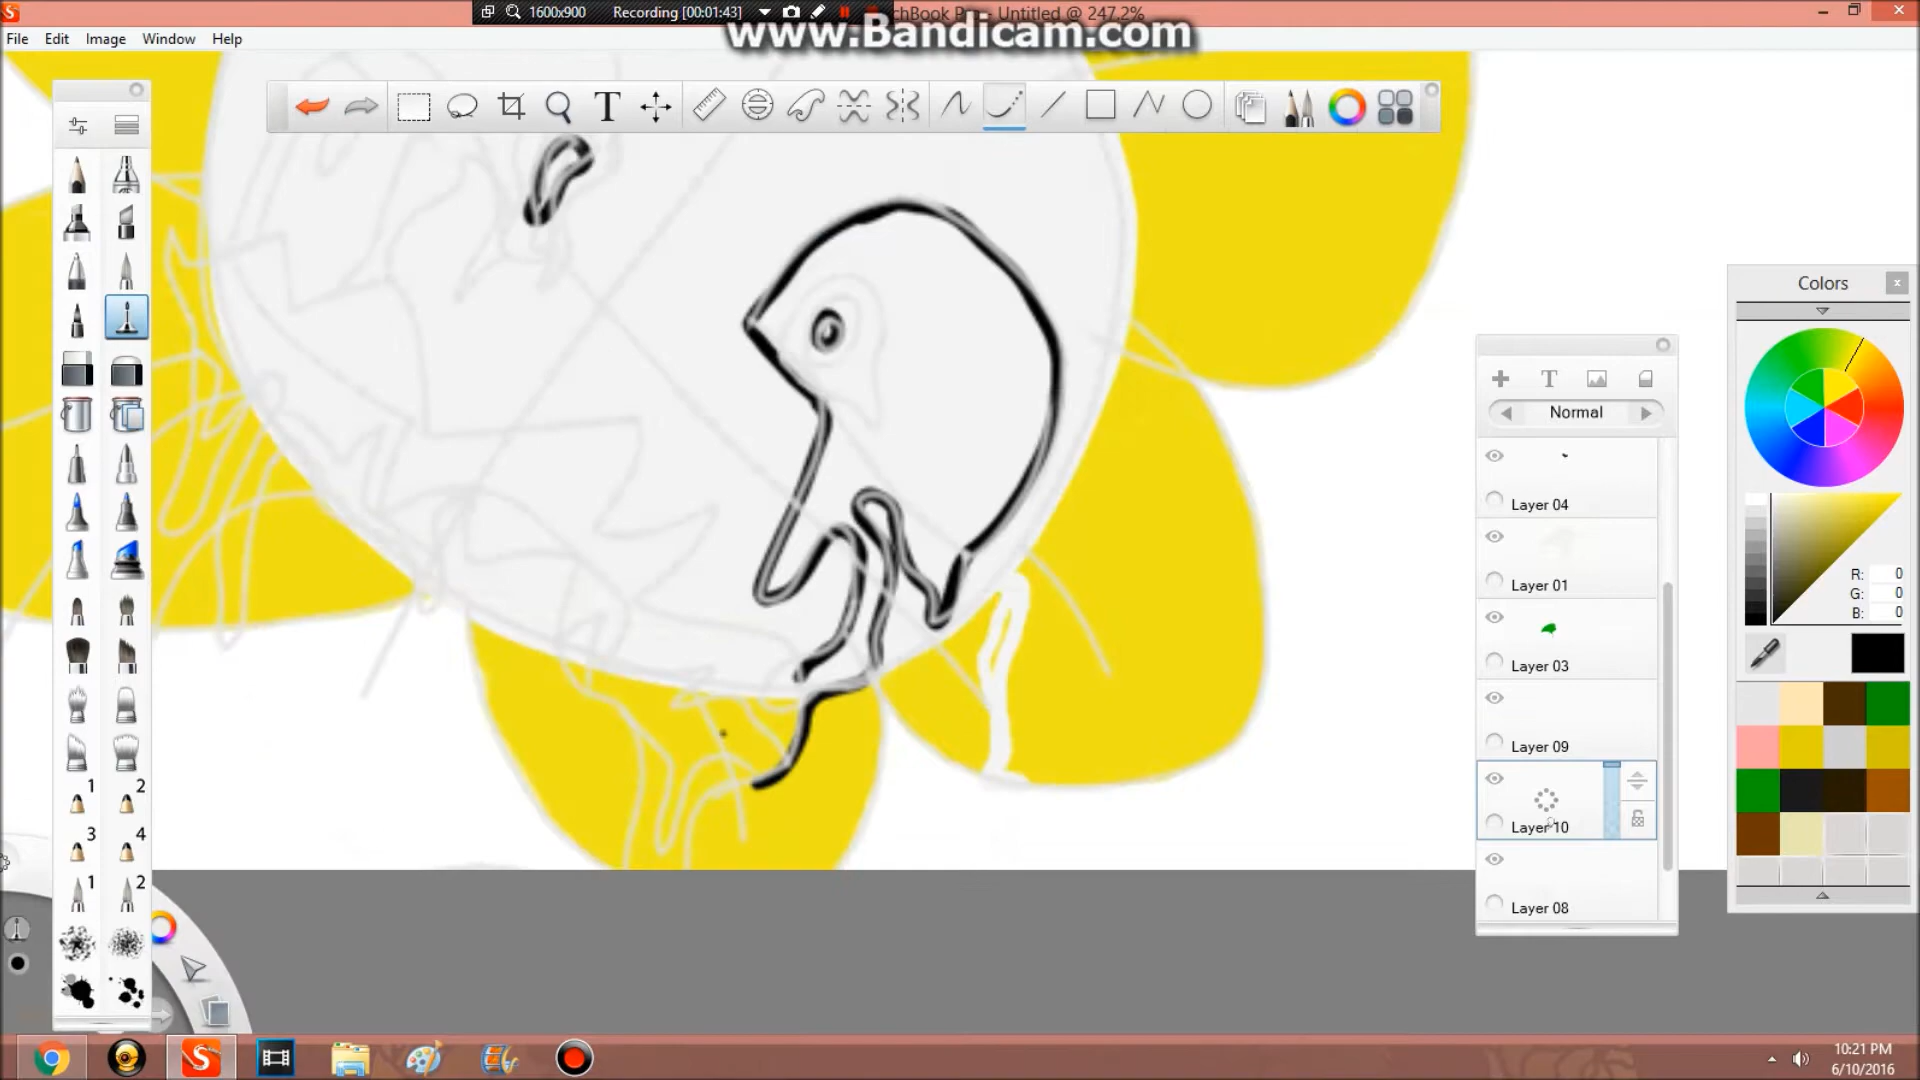 1600x900 Recording [00:01:43] chBook Pro - Untitled @ 247.2%
www.Bandicam.com
File Edit Image Window Help
T
T
Normal
Layer 04
Layer 01
Layer 03
Layer 09
Layer 10
Layer 08
Colors
x
R: 0
G: 0
B: 0
1 2
3 4
1 2
10:21 PM
6/10/2016